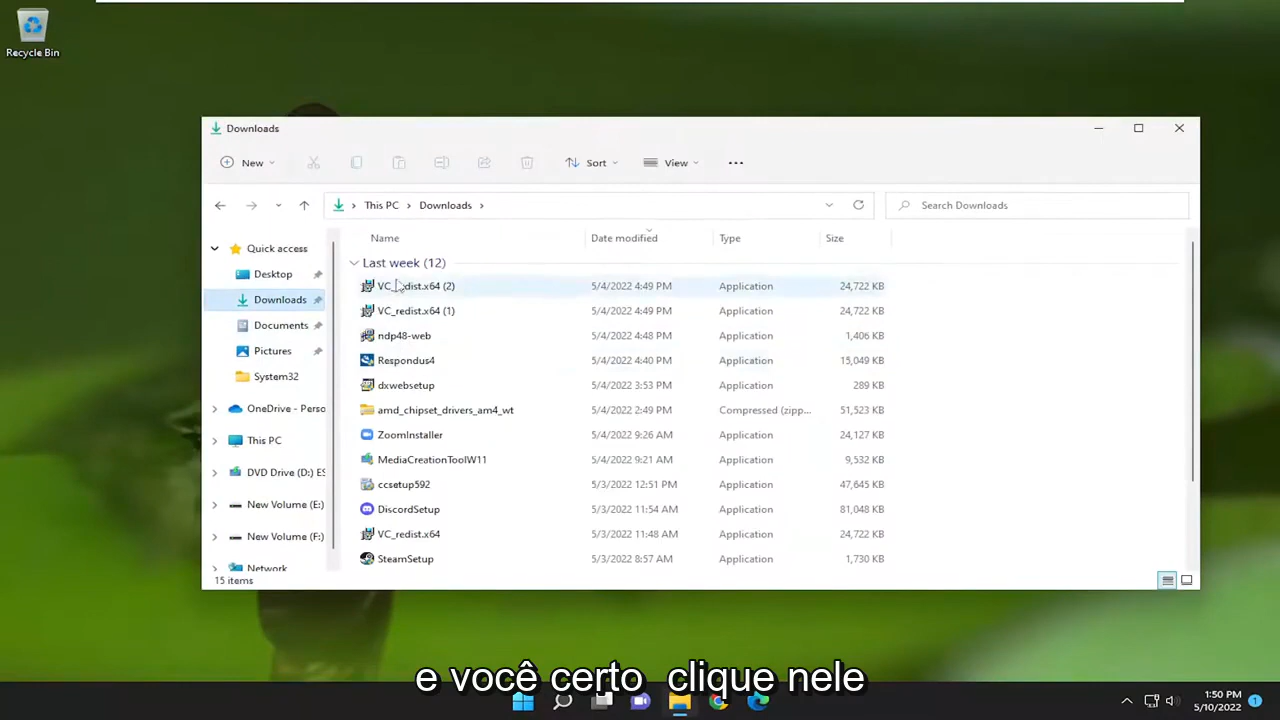 Recycle Bin
Downloads
New
Sort
View
This PC > Downloads >
Search Downloads
Name Date modified Type Size
Quick access
Desktop
Downloads
Documents
Pictures
System32
OneDrive - Perso
This PC
DVD Drive (D:) ES
New Volume (E:)
New Volume (F:)
Network
Last week (12)
VC_redist.x64 (2) 5/4/2022 4:49 PM Application 24,722 KB
VC_redist.x64 (1) 5/4/2022 4:49 PM Application 24,722 KB
ndp48-web 5/4/2022 4:48 PM Application 1,406 KB
Respondus4 5/4/2022 4:40 PM Application 15,049 KB
dxwebsetup 5/4/2022 3:53 PM Application 289 KB
amd_chipset_drivers_am4_wt 5/4/2022 2:49 PM Compressed (zipp... 51,523 KB
ZoomInstaller 5/4/2022 9:26 AM Application 24,127 KB
MediaCreationToolW11 5/4/2022 9:21 AM Application 9,532 KB
ccsetup592 5/3/2022 12:51 PM Application 47,645 KB
DiscordSetup 5/3/2022 11:54 AM Application 81,048 KB
VC_redist.x64 5/3/2022 11:48 AM Application 24,722 KB
SteamSetup 5/3/2022 8:57 AM Application 1,730 KB
15 items
e você certo clique nele
1:50 PM
5/10/2022
1